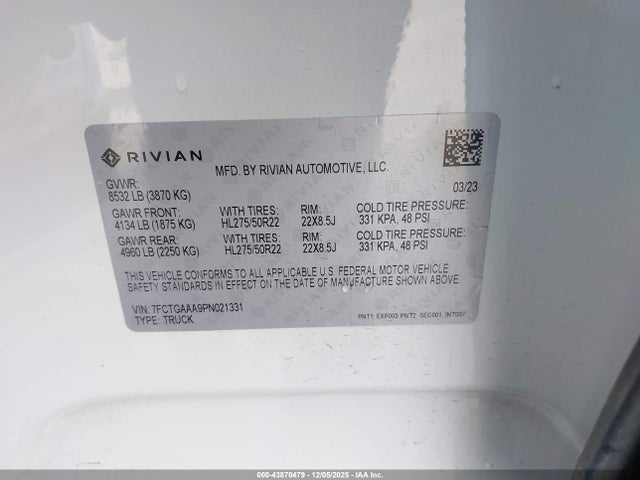 RIVIAN
MFD. BY RIVIAN AUTOMOTIVE, LLC.
03/23
GVWR:
8532 LB (3870 KG)
GAWR FRONT: WITH TIRES: RIM: COLD TIRE PRESSURE:
4134 LB (1875 KG) HL275/50R22 22X8.5J 331 KPA, 48 PSI
GAWR REAR: WITH TIRES: RIM: COLD TIRE PRESSURE:
4960 LB (2250 KG) HL275/50R22 22X8.5J 331 KPA, 48 PSI
THIS VEHICLE CONFORMS TO ALL APPLICABLE U.S. FEDERAL MOTOR VEHICLE
SAFETY STANDARDS IN EFFECT ON THE DATE OF MANUFACTURE SHOWN ABOVE.
VIN: 7FCTGAAA9PN021331
TYPE: TRUCK
PNT1: EXP003 PNT2: SEC001 INT007
000-43870479 - 12/05/2025 - IAA Inc.